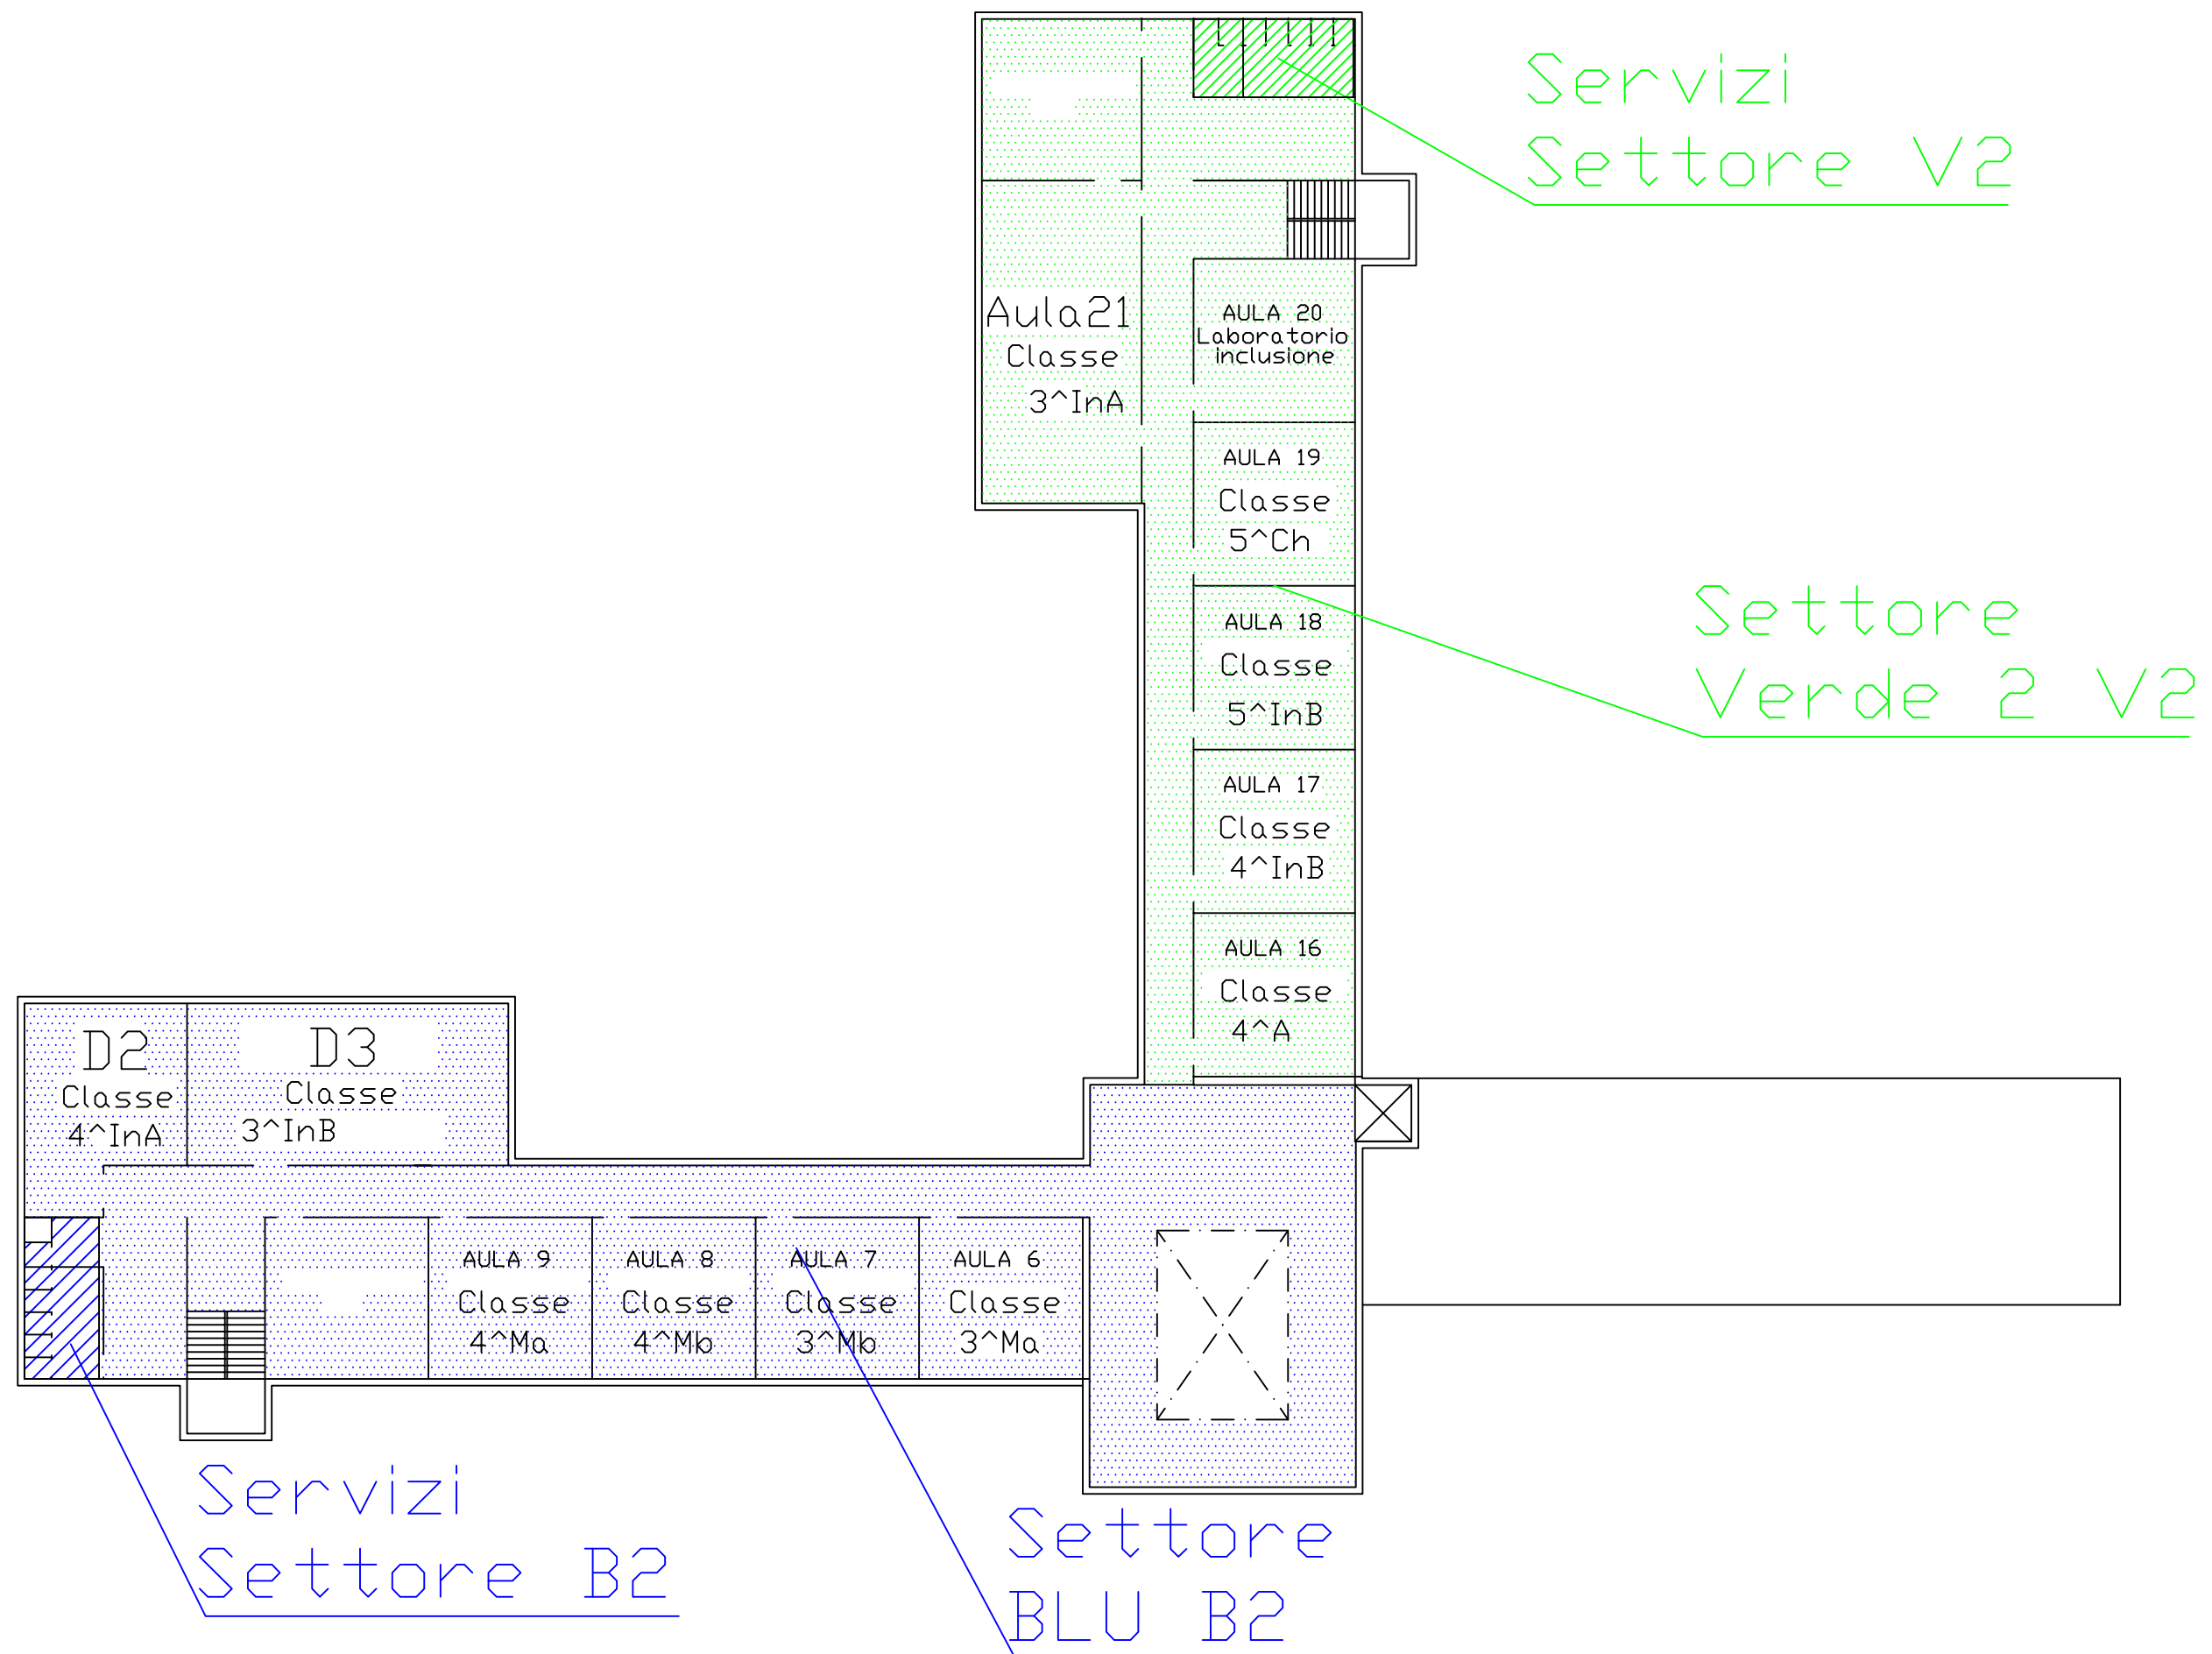 Servizi
Settore V2
Aula21
Classe
3^InA
AULA 20
Laboratorio
inclusione
AULA 19
Classe
5^Ch
Settore
Verde 2 V2
AULA 18
Classe
5^InB
AULA 17
Classe
4^InB
AULA 16
Classe
4^A
D2
Classe
4^InA
D3
Classe
3^InB
AULA 9
Classe
4^Ma
AULA 8
Classe
4^Mb
AULA 7
Classe
3^Mb
AULA 6
Classe
3^Ma
Servizi
Settore B2
Settore
BLU B2